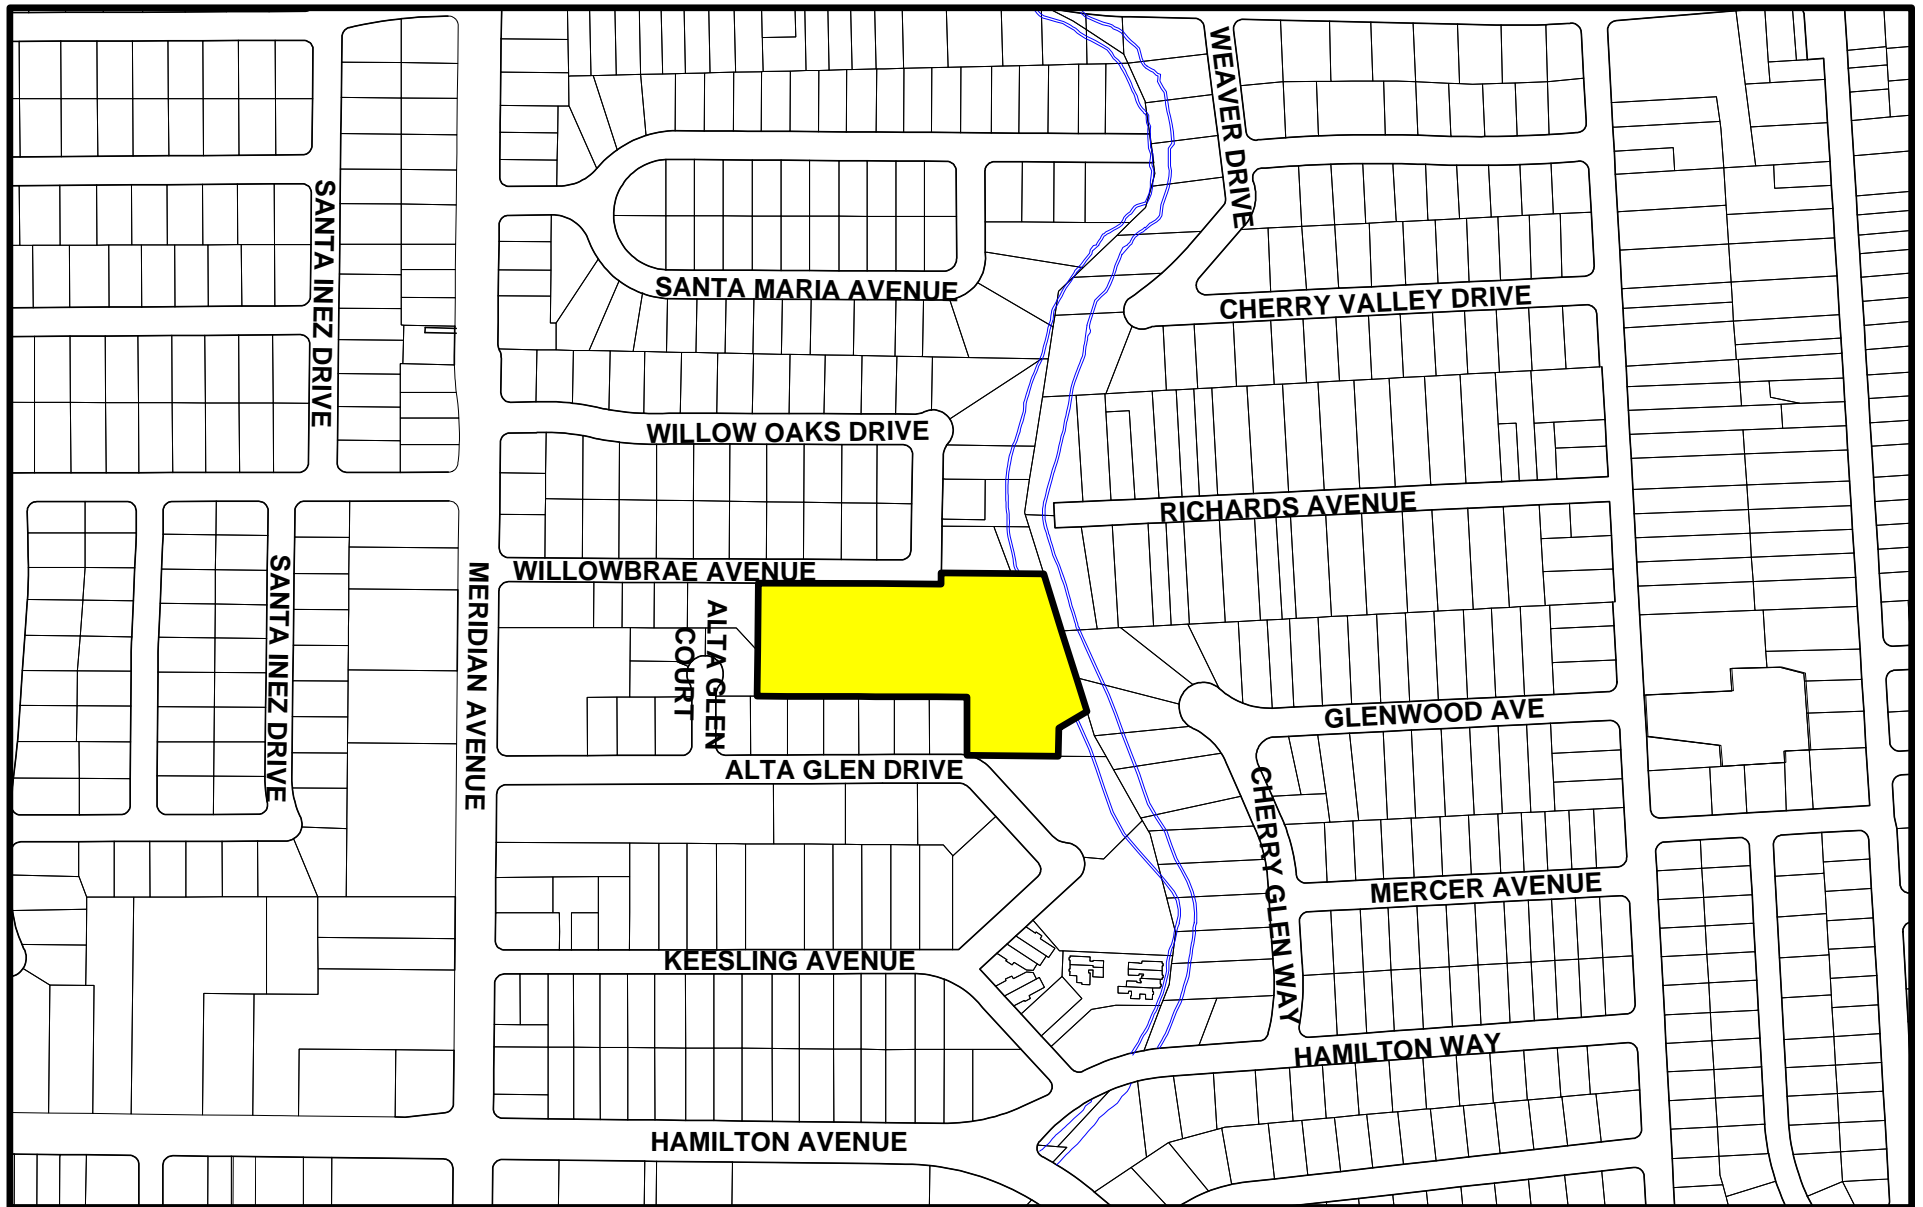 WEAVER DRIVE
SANTA INEZ DRIVE
SANTA MARIA AVENUE
CHERRY VALLEY DRIVE
WILLOW OAKS DRIVE
RICHARDS AVENUE
WILLOWBRAE AVENUE
SANTA INEZ DRIVE
MERIDIAN AVENUE
ALTA GLEN
COURT
GLENWOOD AVE
ALTA GLEN DRIVE
CHERRY GLEN WAY
MERCER AVENUE
KEESLING AVENUE
HAMILTON WAY
HAMILTON AVENUE